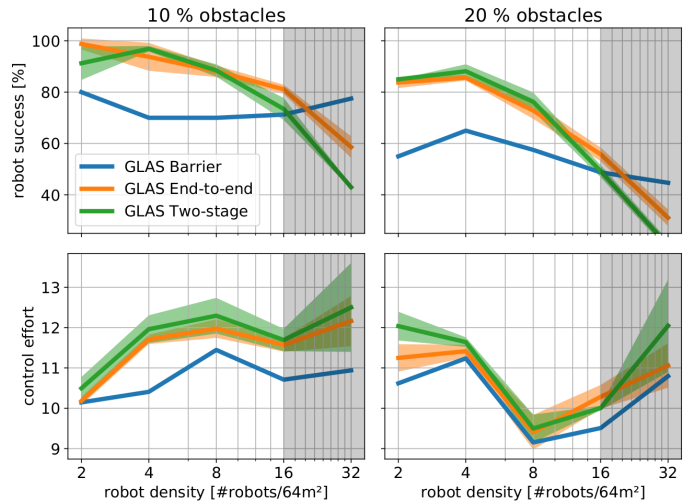 10 % obstacles
20 % obstacles
robot success [%]
100
80
60
40
GLAS Barrier
GLAS End-to-end
GLAS Two-stage
control effort
13
12
11
10
9
2 4 8 16 32
2 4 8 16 32
robot density [#robots/64m²]
robot density [#robots/64m²]